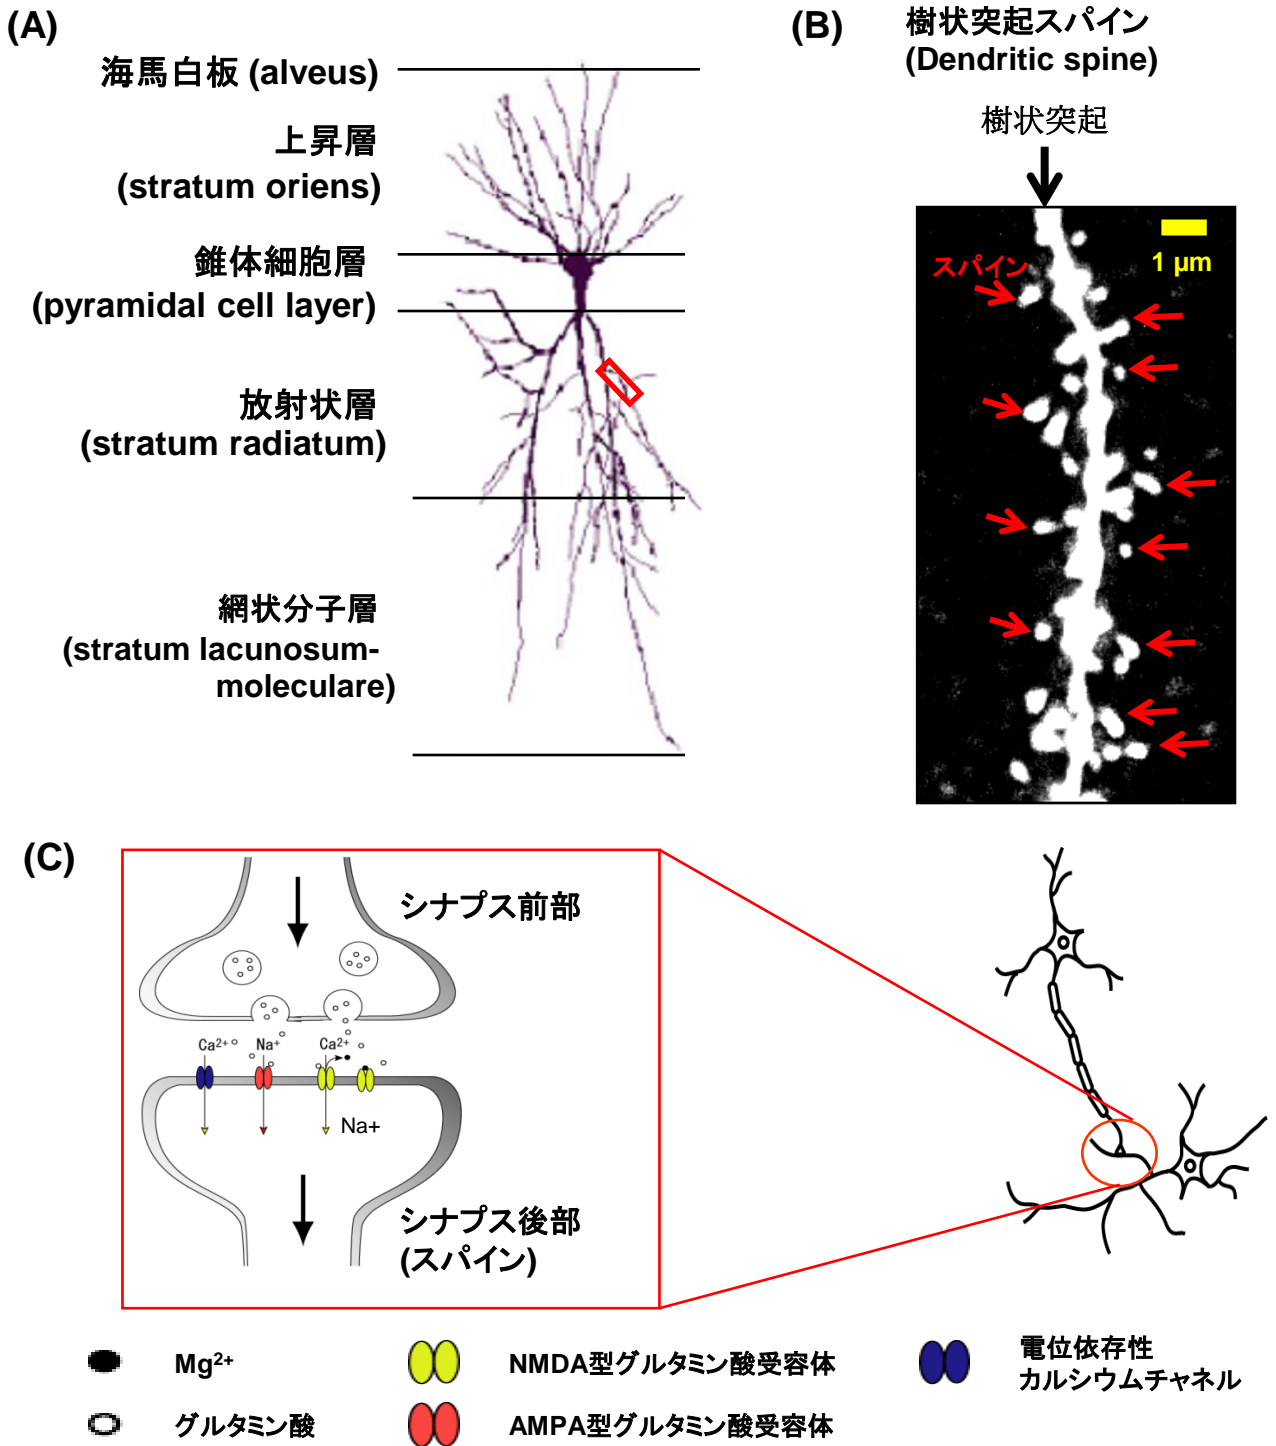 (A)
海馬白板 (alveus)
上昇層
(stratum oriens)
錐体細胞層
(pyramidal cell layer)
放射状層
(stratum radiatum)
網状分子層
(stratum lacunosum-
moleculare)
(B)
樹状突起スパイン
(Dendritic spine)
樹状突起
スパイン
1 µm
(C)
シナプス前部
Ca²⁺
Na⁺
Ca²⁺
Na+
シナプス後部
(スパイン)
Mg²⁺
NMDA型グルタミン酸受容体
電位依存性
カルシウムチャネル
グルタミン酸
AMPA型グルタミン酸受容体